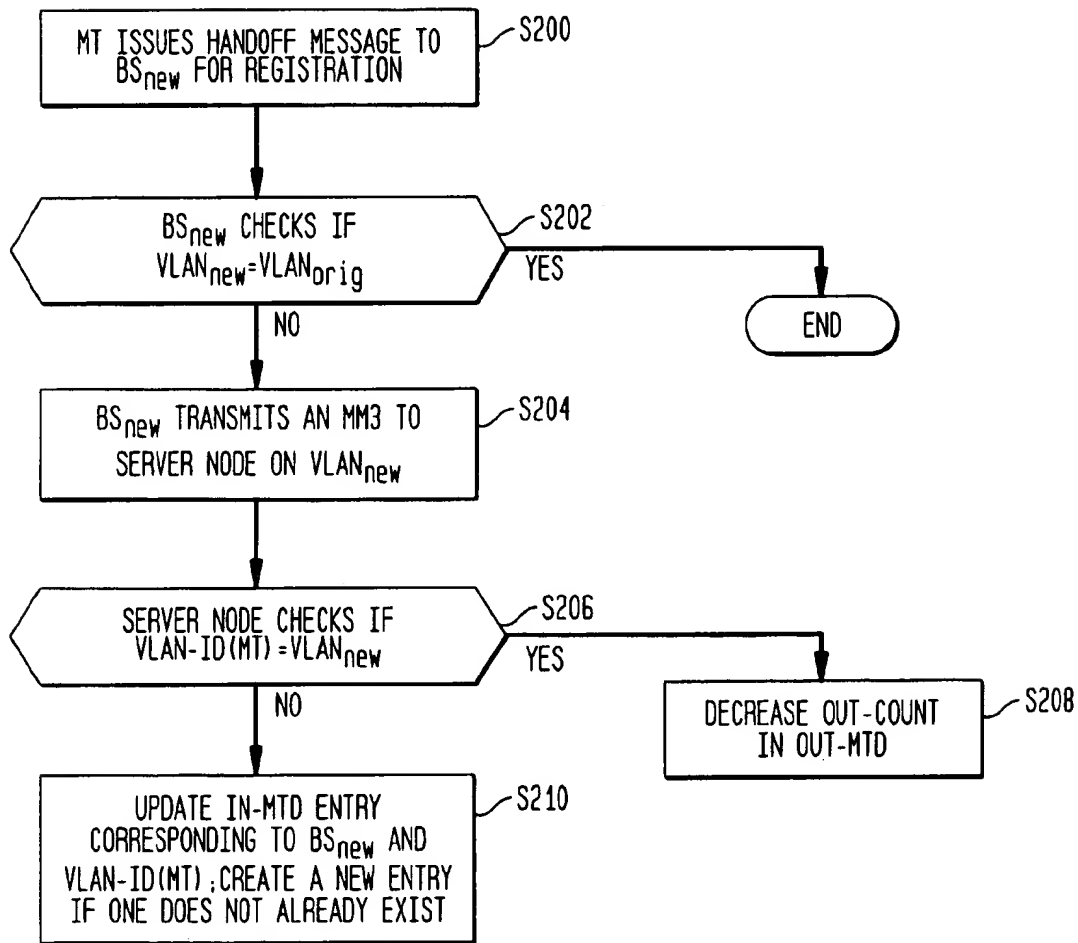 MT ISSUES HANDOFF MESSAGE TO
BSnew FOR REGISTRATION
S200
BSnew CHECKS IF
VLANnew=VLANorig
S202
YES
END
NO
BSnew TRANSMITS AN MM3 TO
SERVER NODE ON VLANnew
S204
SERVER NODE CHECKS IF
VLAN-ID(MT)=VLANnew
S206
YES
NO
DECREASE OUT-COUNT
IN OUT-MTD
S208
UPDATE IN-MTD ENTRY
CORRESPONDING TO BSnew AND
VLAN-ID(MT);CREATE A NEW ENTRY
IF ONE DOES NOT ALREADY EXIST
S210